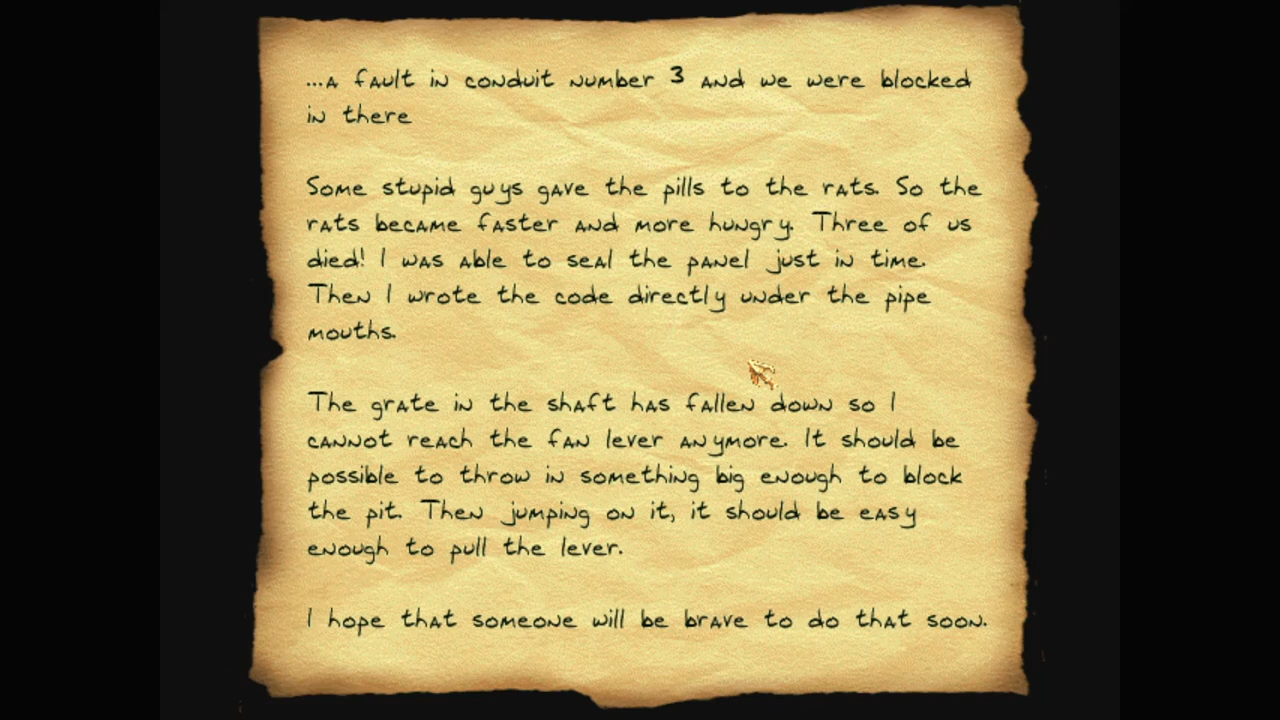 ...a fault in conduit number 3 and we were blocked
in there
Some stupid guys gave the pills to the rats. So the
rats became faster and more hungry. Three of us
died! I was able to seal the panel just in time.
Then I wrote the code directly under the pipe
mouths.
The grate in the shaft has fallen down so I
cannot reach the fan lever anymore. It should be
possible to throw in something big enough to block
the pit. Then jumping on it, it should be easy
enough to pull the lever.
I hope that someone will be brave to do that soon.